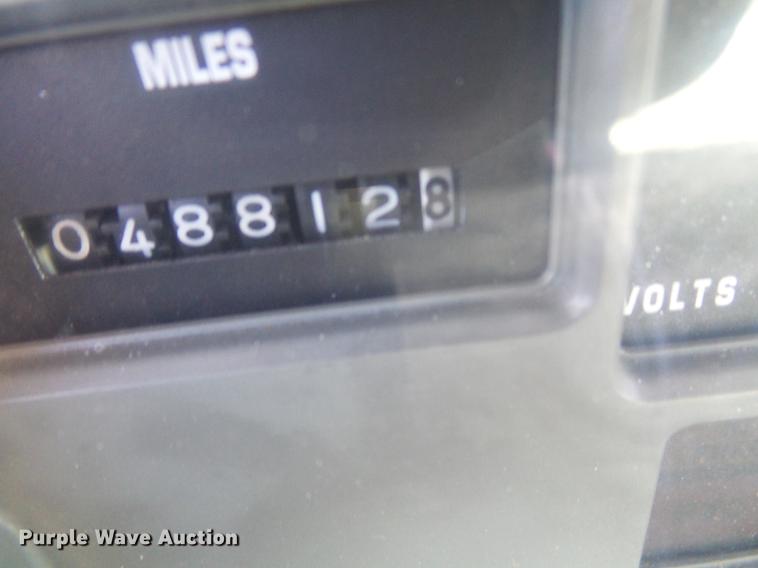 MILES
0488128
VOLTS
Purple Wave Auction